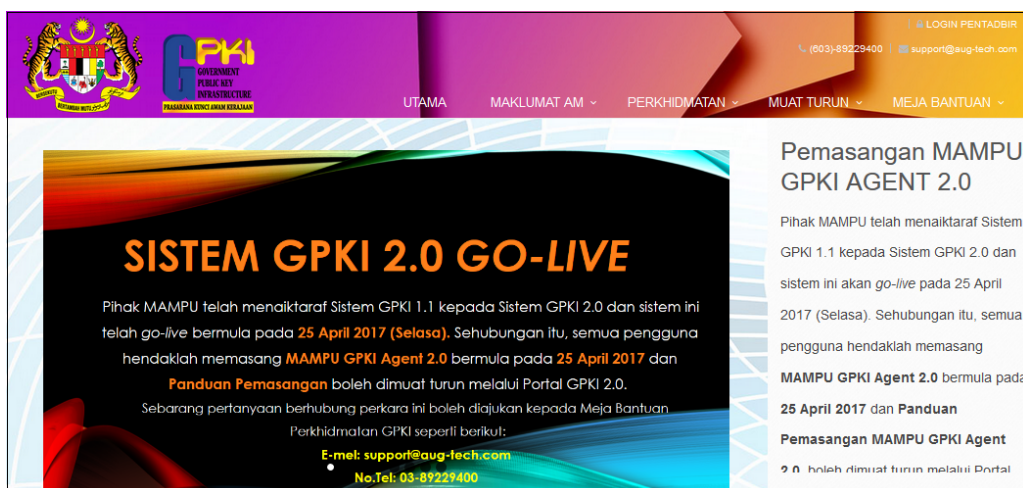 LOGIN PENTADBIR
(603)-89229400 | support@aug-tech.com
GPKI
GOVERNMENT
PUBLIC KEY
INFRASTRUCTURE
PRASARANA KUNCI AWAM KERAJAAN
UTAMA MAKLUMAT AM PERKHIDMATAN MUAT TURUN MEJA BANTUAN
SISTEM GPKI 2.0 GO-LIVE
Pihak MAMPU telah menaiktaraf Sistem GPKI 1.1 kepada Sistem GPKI 2.0 dan sistem ini
telah go-live bermula pada 25 April 2017 (Selasa). Sehubungan itu, semua pengguna
hendaklah memasang MAMPU GPKI Agent 2.0 bermula pada 25 April 2017 dan
Panduan Pemasangan boleh dimuat turun melalui Portal GPKI 2.0.
Sebarang pertanyaan berhubung perkara ini boleh diajukan kepada Meja Bantuan
Perkhidmatan GPKI seperti berikut:
E-mel: support@aug-tech.com
No.Tel: 03-89229400
Pemasangan MAMPU
GPKI AGENT 2.0
Pihak MAMPU telah menaiktaraf Sistem
GPKI 1.1 kepada Sistem GPKI 2.0 dan
sistem ini akan go-live pada 25 April
2017 (Selasa). Sehubungan itu, semua
pengguna hendaklah memasang
MAMPU GPKI Agent 2.0 bermula pada
25 April 2017 dan Panduan
Pemasangan MAMPU GPKI Agent
2.0 boleh dimuat turun melalui Portal